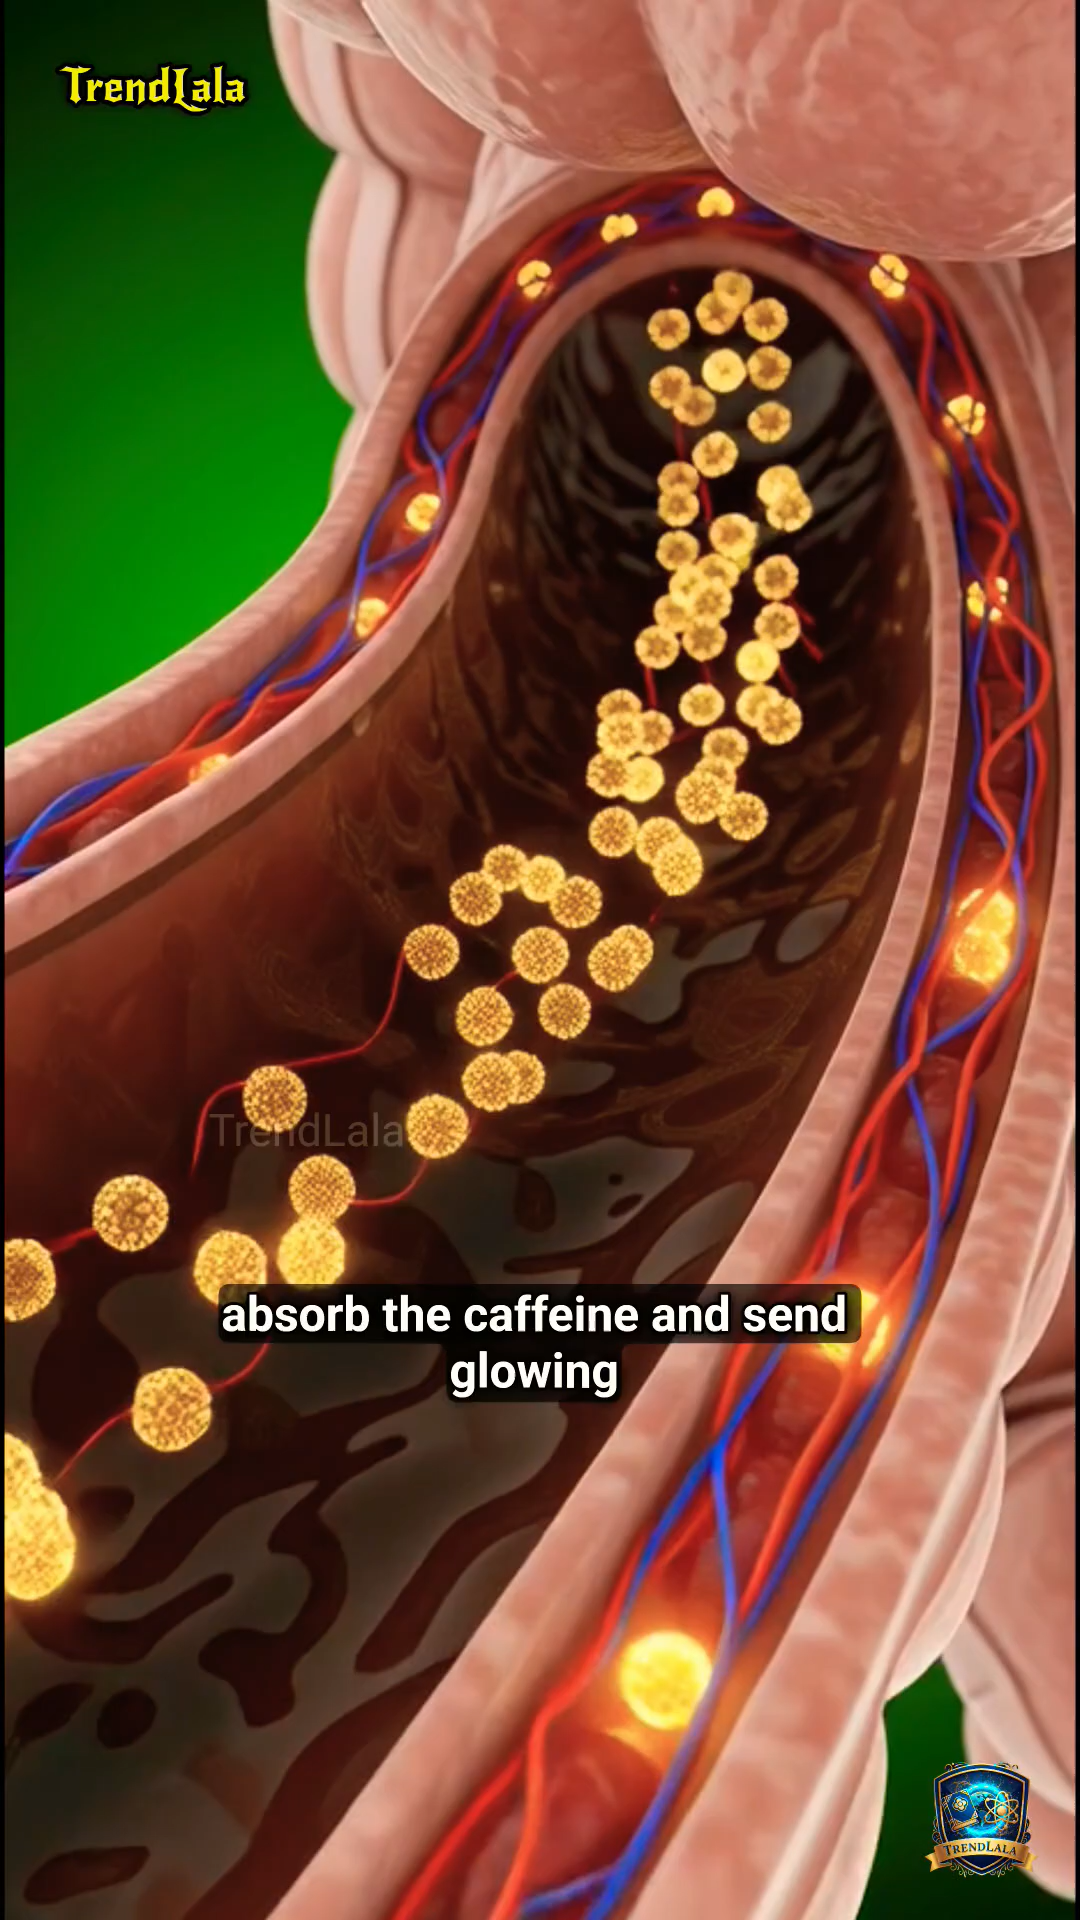 TrendLala
TrendLala
absorb the caffeine and send
glowing
TRENDLALA